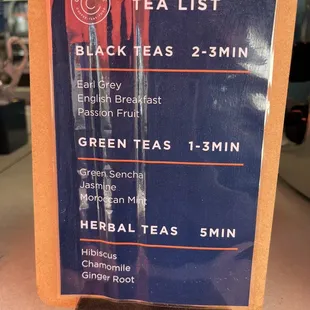 TEA LIST
BLACK TEAS 2-3MIN
Earl Grey
English Breakfast
Passion Fruit
GREEN TEAS 1-3MIN
Green Sencha
Jasmine
Moroccan Mint
HERBAL TEAS 5MIN
Hibiscus
Chamomile
Ginger Root